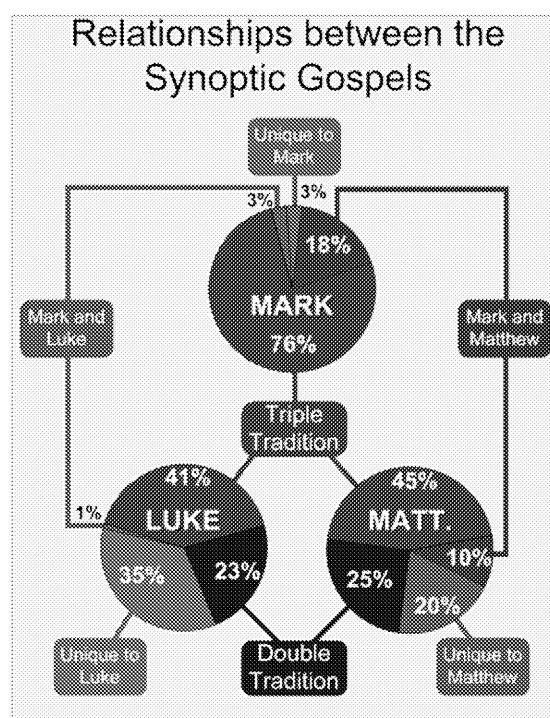 Relationships between the
Synoptic Gospels
Unique to
Mark
3%
3%
18%
MARK
76%
Mark and
Luke
Mark and
Matthew
Triple
Tradition
41%
LUKE
1%
35%
23%
45%
MATT.
10%
25%
20%
Unique to
Luke
Double
Tradition
Unique to
Matthew